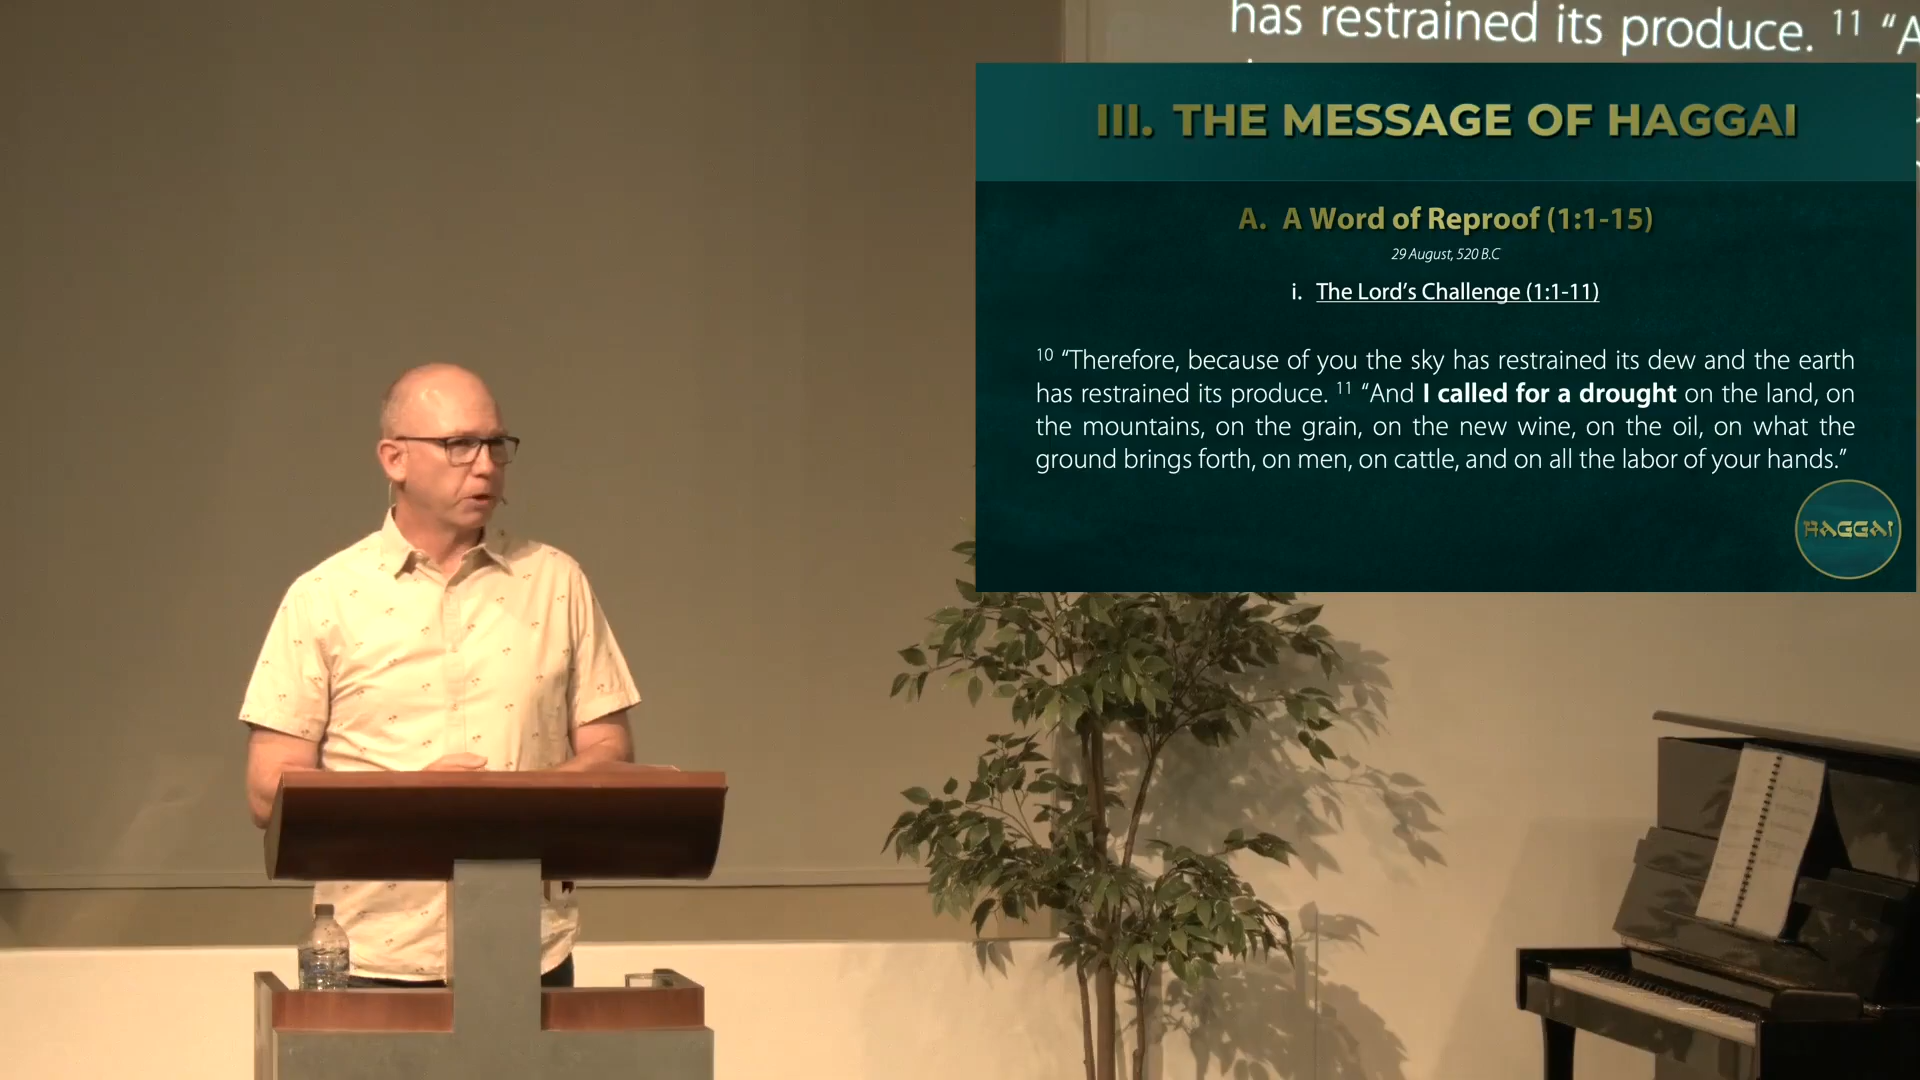 has restrained its produce. 11 “A
III. THE MESSAGE OF HAGGAI
A. A Word of Reproof (1:1-15)
29 August, 520 B.C
i. The Lord’s Challenge (1:1-11)
10 “Therefore, because of you the sky has restrained its dew and the earth
has restrained its produce. 11 “And I called for a drought on the land, on
the mountains, on the grain, on the new wine, on the oil, on what the
ground brings forth, on men, on cattle, and on all the labor of your hands.”
HAGGAI